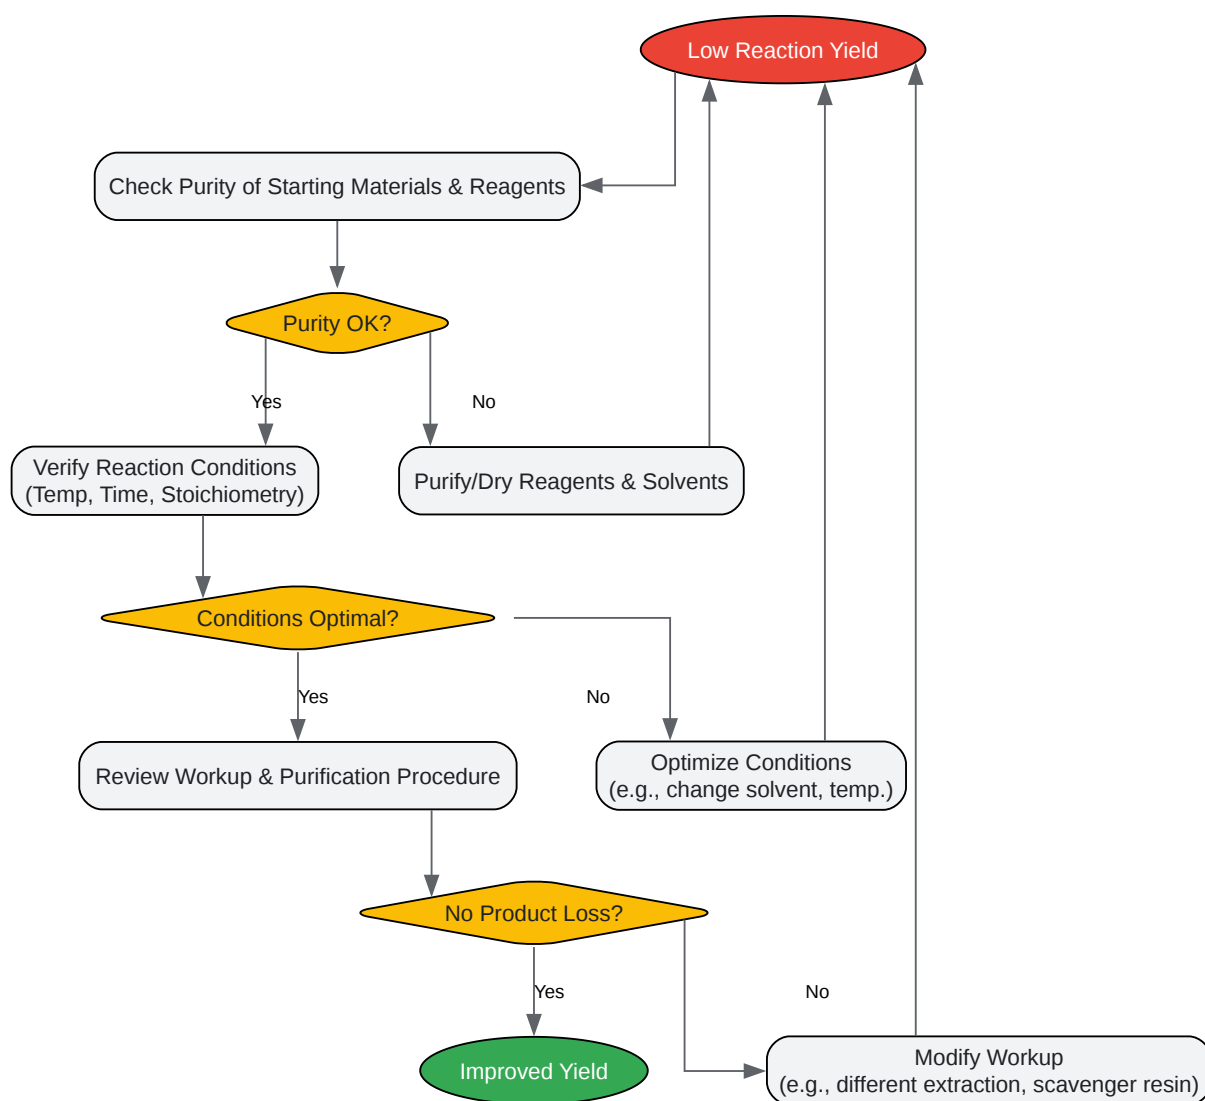 Low Reaction Yield
Check Purity of Starting Materials & Reagents
Purity OK?
Yes
No
Verify Reaction Conditions
(Temp, Time, Stoichiometry)
Purify/Dry Reagents & Solvents
Conditions Optimal?
Yes
No
Review Workup & Purification Procedure
Optimize Conditions
(e.g., change solvent, temp.)
No Product Loss?
Yes
No
Improved Yield
Modify Workup
(e.g., different extraction, scavenger resin)